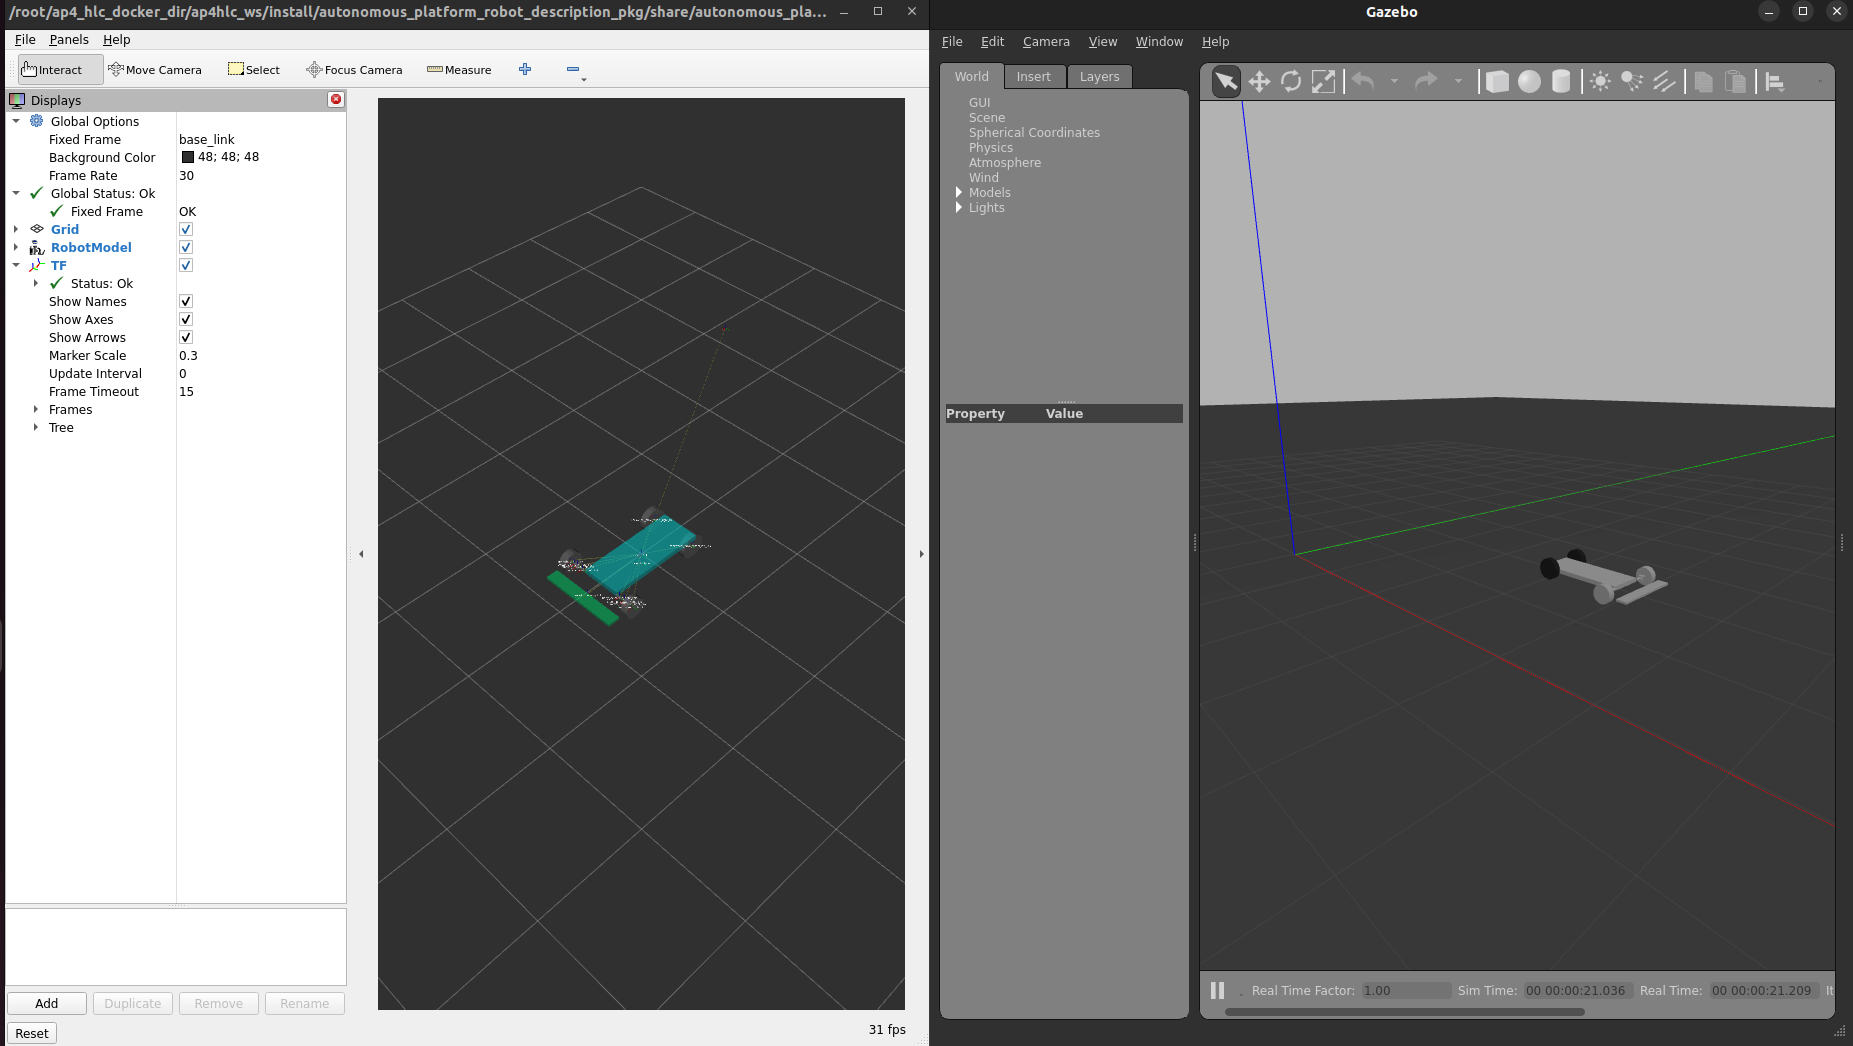 /root/ap4_hlc_docker_dir/ap4hlc_ws/install/autonomous_platform_robot_description_pkg/share/autonomous_pla...
File Panels Help
Interact Move Camera Select Focus Camera Measure
Displays
Global Options
Fixed Frame base_link
Background Color 48; 48; 48
Frame Rate 30
Global Status: Ok
Fixed Frame OK
Grid
RobotModel
TF
Status: Ok
Show Names
Show Axes
Show Arrows
Marker Scale 0.3
Update Interval 0
Frame Timeout 15
Frames
Tree
Add Duplicate Remove Rename
Reset
31 fps
Gazebo
File Edit Camera View Window Help
World Insert Layers
GUI
Scene
Spherical Coordinates
Physics
Atmosphere
Wind
Models
Lights
Property Value
Real Time Factor: 1.00 Sim Time: 00 00:00:21.036 Real Time: 00 00:00:21.209 It